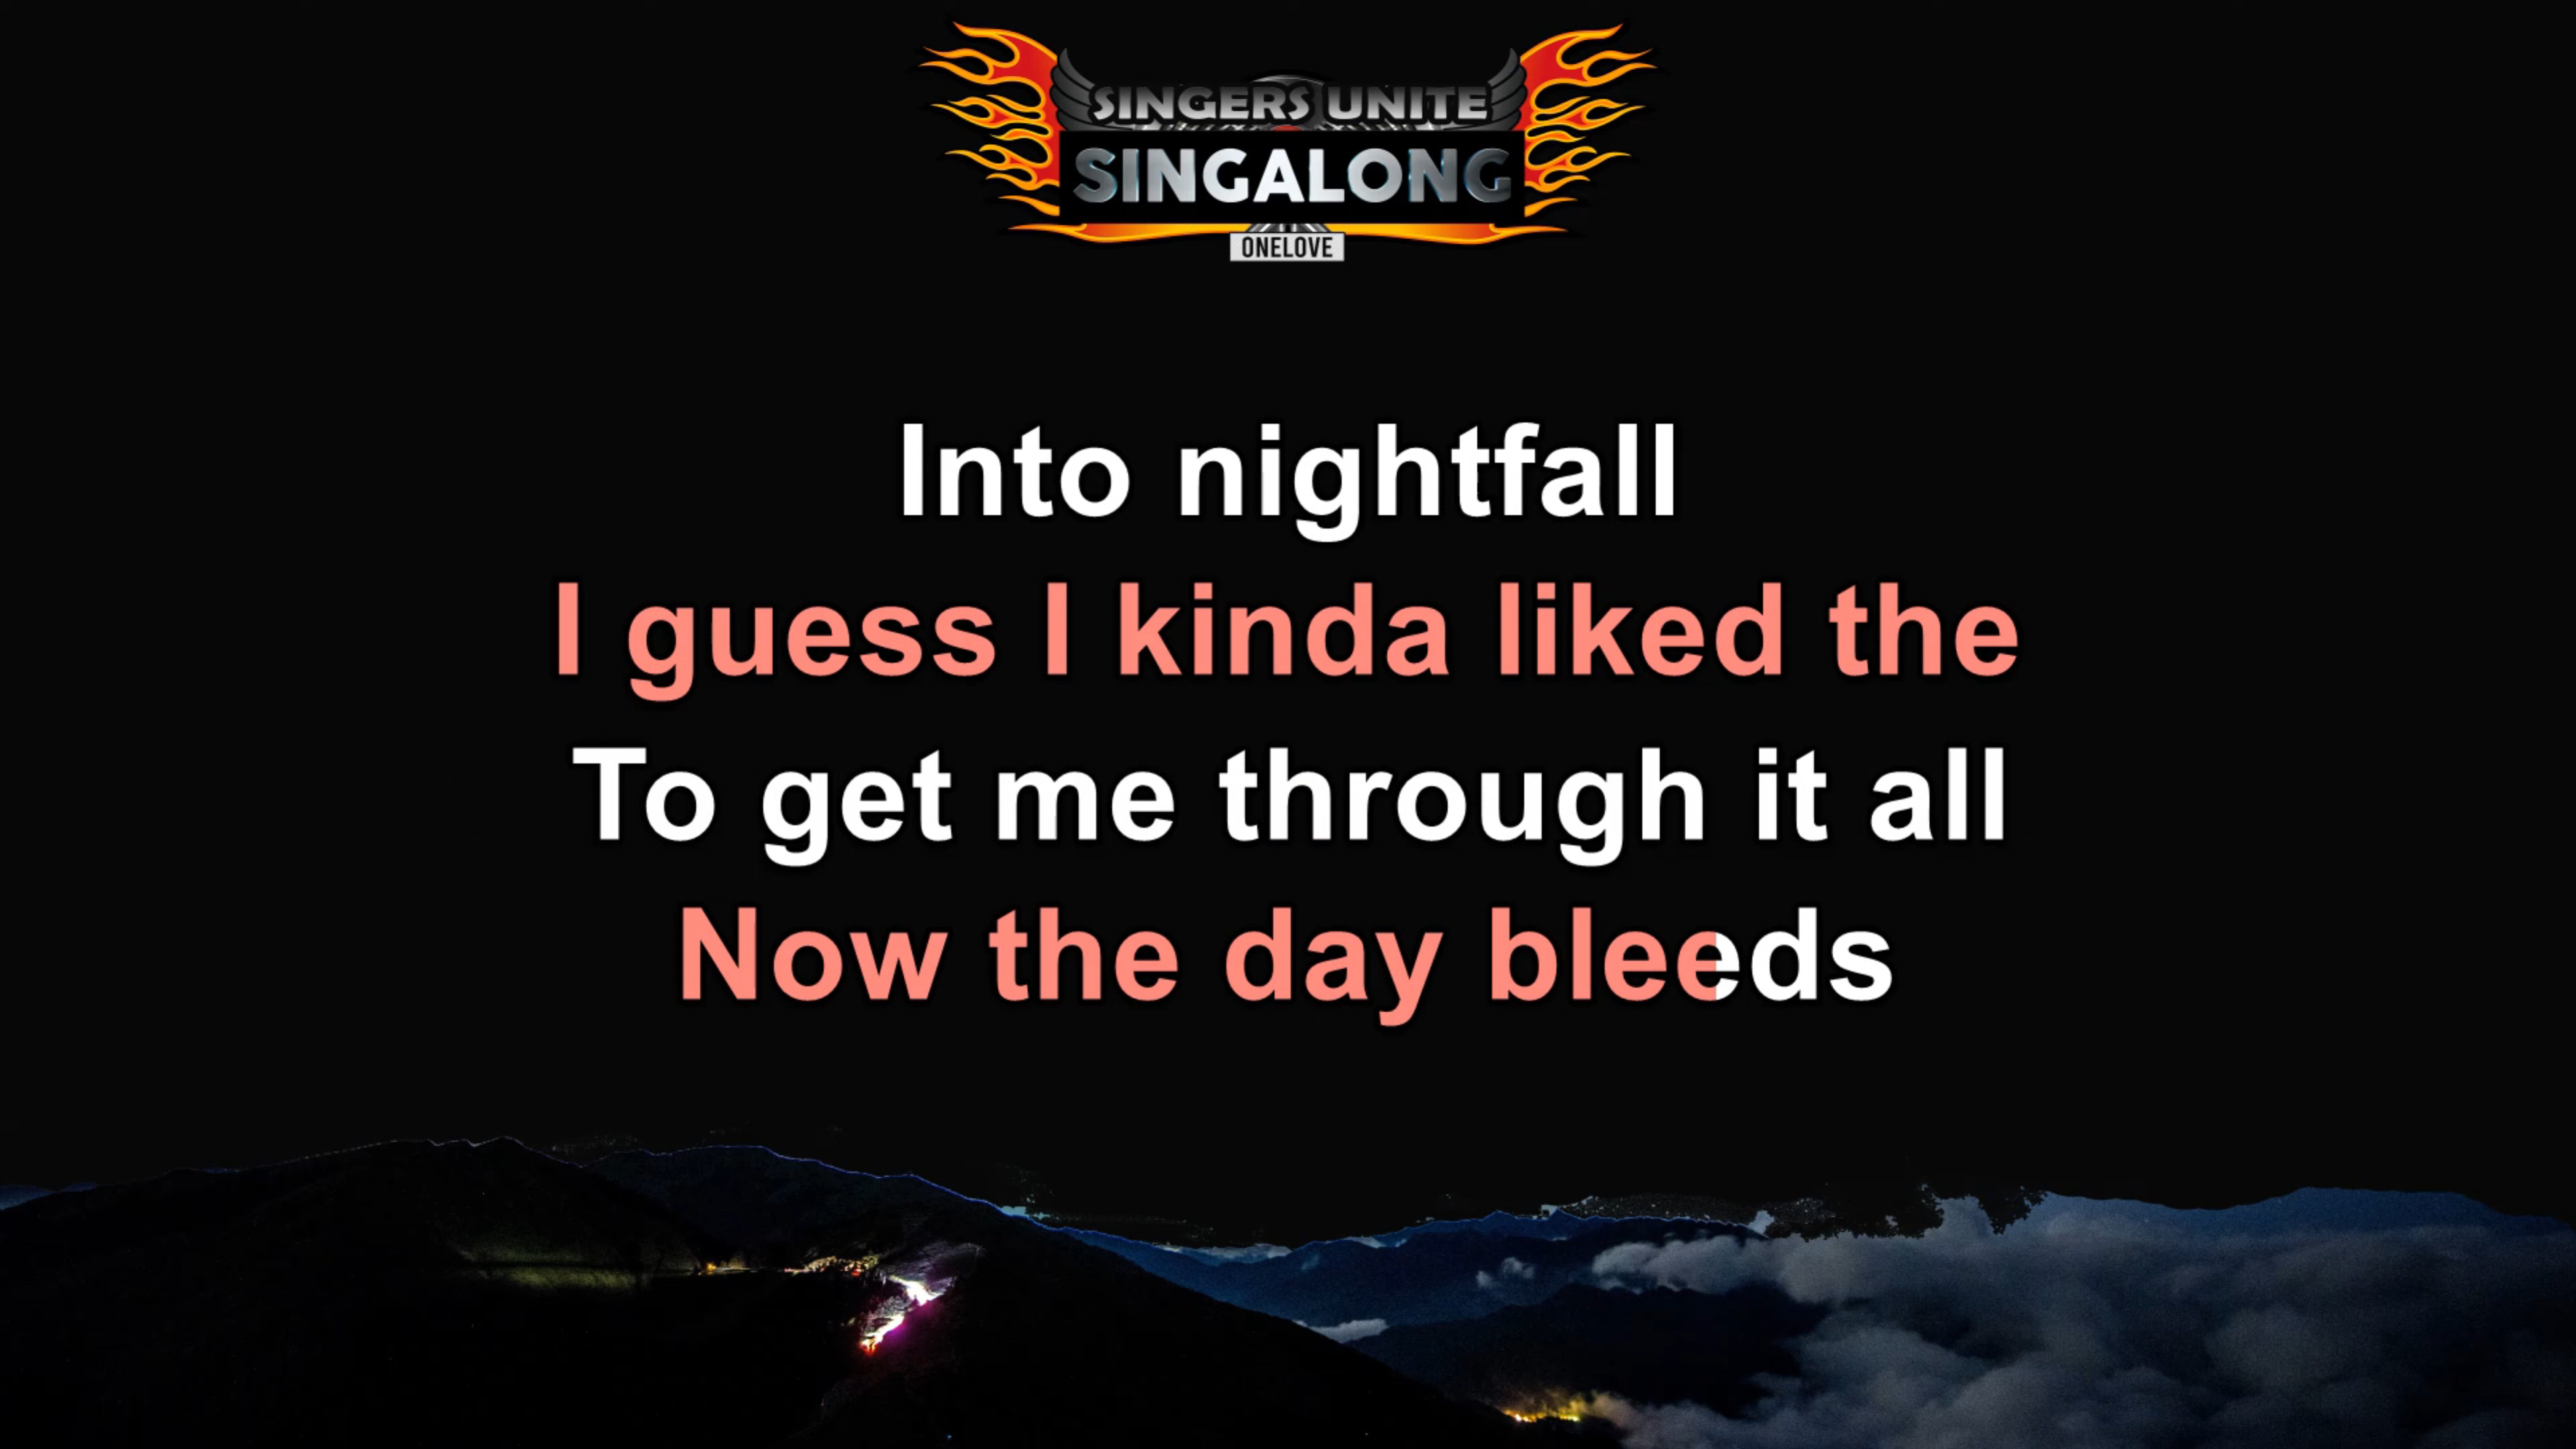 SINGERS UNITE
SINGALONG
ONELOVE
Into nightfall
I guess I kinda liked the
To get me through it all
Now the day bleeds